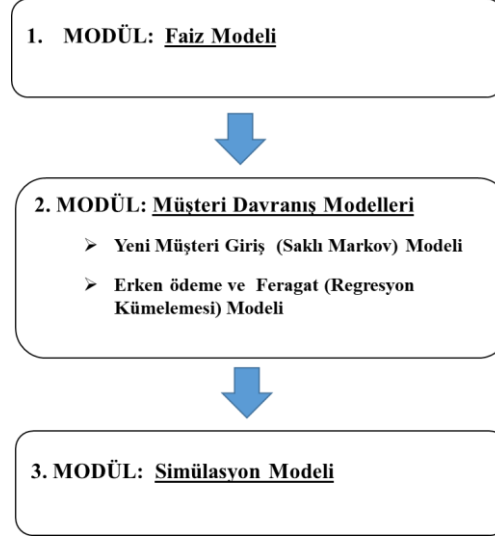 1. MODÜL: Faiz Modeli
2. MODÜL: Müşteri Davranış Modelleri
➢ Yeni Müşteri Giriş (Saklı Markov) Modeli
➢ Erken ödeme ve Feragat (Regresyon
Kümelemesi) Modeli
3. MODÜL: Simülasyon Modeli